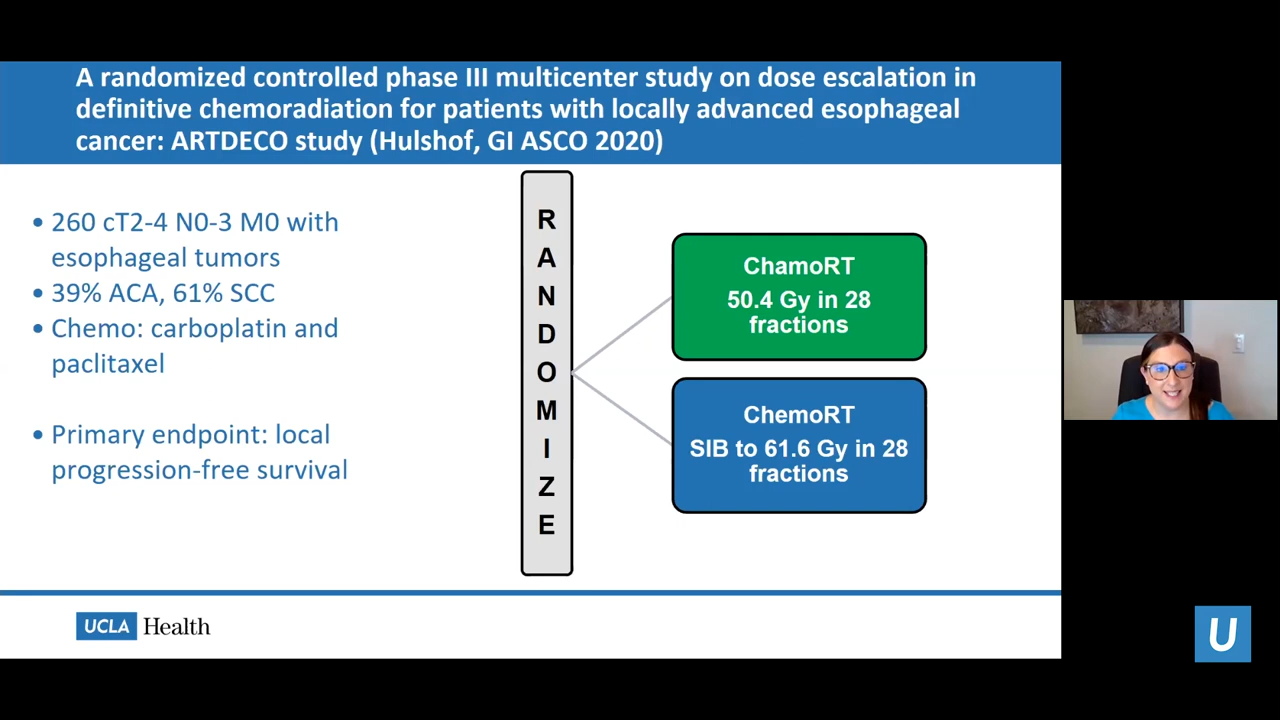 A randomized controlled phase III multicenter study on dose escalation in
definitive chemoradiation for patients with locally advanced esophageal
cancer: ARTDECO study (Hulshof, GI ASCO 2020)
• 260 cT2-4 N0-3 M0 with
esophageal tumors
• 39% ACA, 61% SCC
• Chemo: carboplatin and
paclitaxel
• Primary endpoint: local
progression-free survival
R
A
N
D
O
M
I
Z
E
ChamoRT
50.4 Gy in 28
fractions
ChemoRT
SIB to 61.6 Gy in 28
fractions
UCLA Health
U